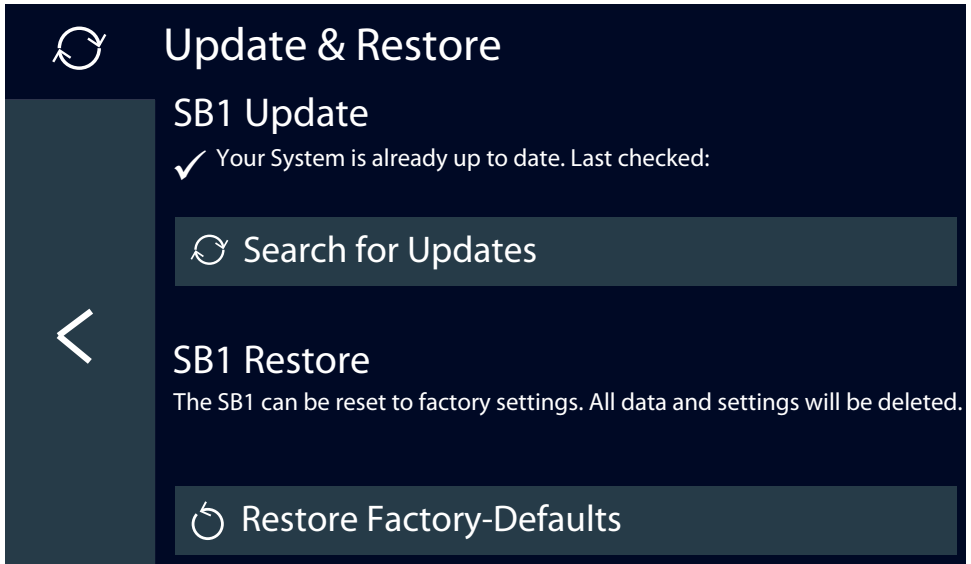 Update & Restore
SB1 Update
Your System is already up to date. Last checked:
Search for Updates
SB1 Restore
The SB1 can be reset to factory settings. All data and settings will be deleted.
Restore Factory-Defaults